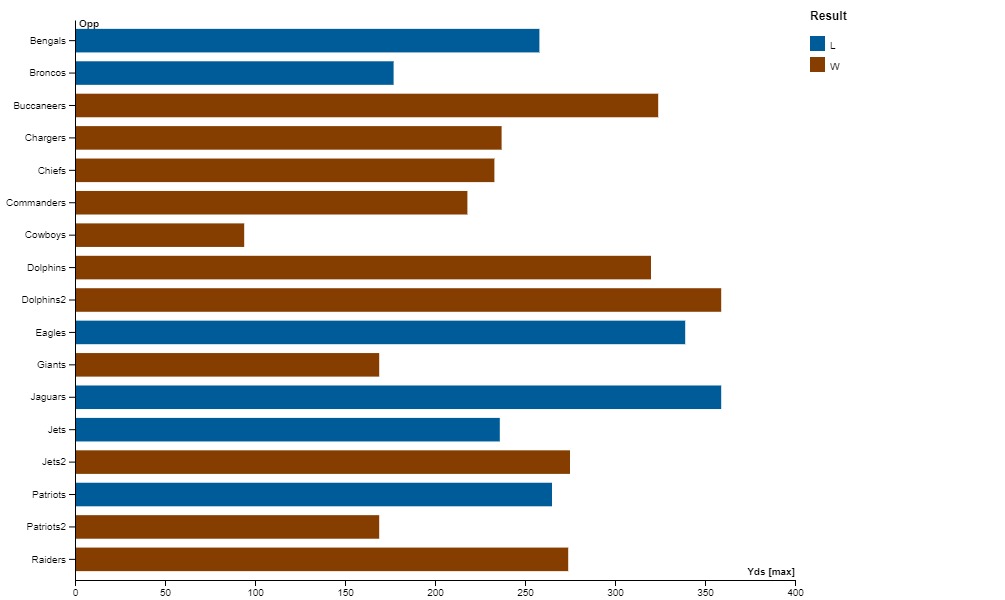 Opp
Bengals
Broncos
Buccaneers
Chargers
Chiefs
Commanders
Cowboys
Dolphins
Dolphins2
Eagles
Giants
Jaguars
Jets
Jets2
Patriots
Patriots2
Raiders
Yds [max]
0 50 100 150 200 250 300 350 400
Result
L
W